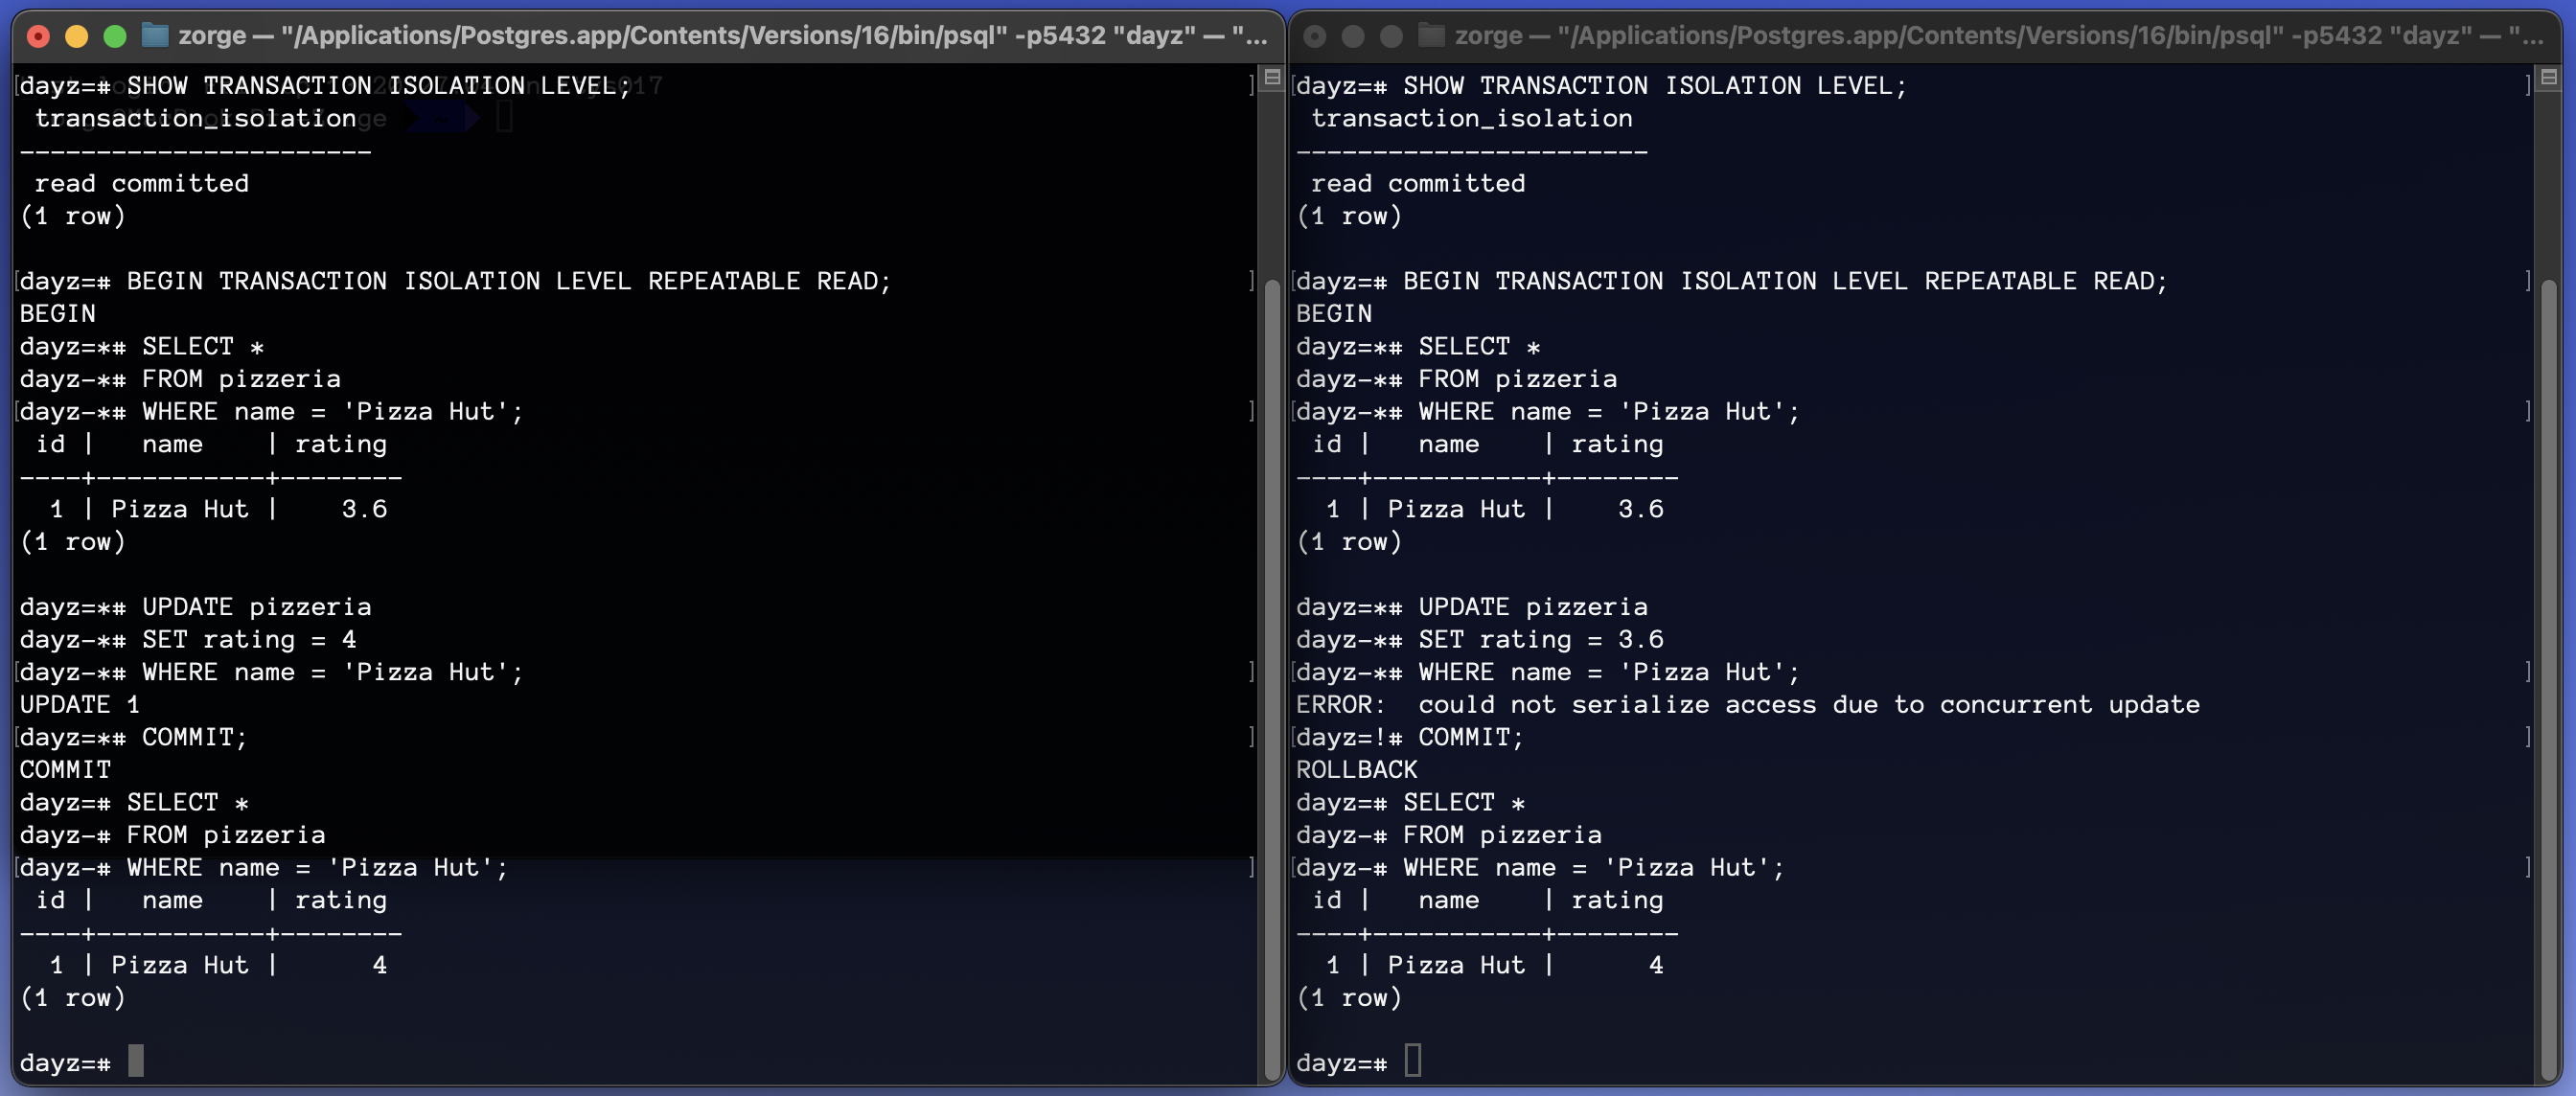 zorge — "/Applications/Postgres.app/Contents/Versions/16/bin/psql" -p5432 "dayz" — "...
dayz=# SHOW TRANSACTION ISOLATION LEVEL;
 transaction_isolation
-----------------------
 read committed
(1 row)

dayz=# BEGIN TRANSACTION ISOLATION LEVEL REPEATABLE READ;
BEGIN
dayz=*# SELECT *
dayz-*# FROM pizzeria
dayz-*# WHERE name = 'Pizza Hut';
 id |   name    | rating
----+-----------+--------
  1 | Pizza Hut |    3.6
(1 row)

dayz=*# UPDATE pizzeria
dayz-*# SET rating = 4
dayz-*# WHERE name = 'Pizza Hut';
UPDATE 1
dayz=*# COMMIT;
COMMIT
dayz=# SELECT *
dayz-# FROM pizzeria
dayz-# WHERE name = 'Pizza Hut';
 id |   name    | rating
----+-----------+--------
  1 | Pizza Hut |      4
(1 row)

dayz=#
zorge — "/Applications/Postgres.app/Contents/Versions/16/bin/psql" -p5432 "dayz" — "...
dayz=# SHOW TRANSACTION ISOLATION LEVEL;
 transaction_isolation
-----------------------
 read committed
(1 row)

dayz=# BEGIN TRANSACTION ISOLATION LEVEL REPEATABLE READ;
BEGIN
dayz=*# SELECT *
dayz-*# FROM pizzeria
dayz-*# WHERE name = 'Pizza Hut';
 id |   name    | rating
----+-----------+--------
  1 | Pizza Hut |    3.6
(1 row)

dayz=*# UPDATE pizzeria
dayz-*# SET rating = 3.6
dayz-*# WHERE name = 'Pizza Hut';
ERROR:  could not serialize access due to concurrent update
dayz=!# COMMIT;
ROLLBACK
dayz=# SELECT *
dayz-# FROM pizzeria
dayz-# WHERE name = 'Pizza Hut';
 id |   name    | rating
----+-----------+--------
  1 | Pizza Hut |      4
(1 row)

dayz=#